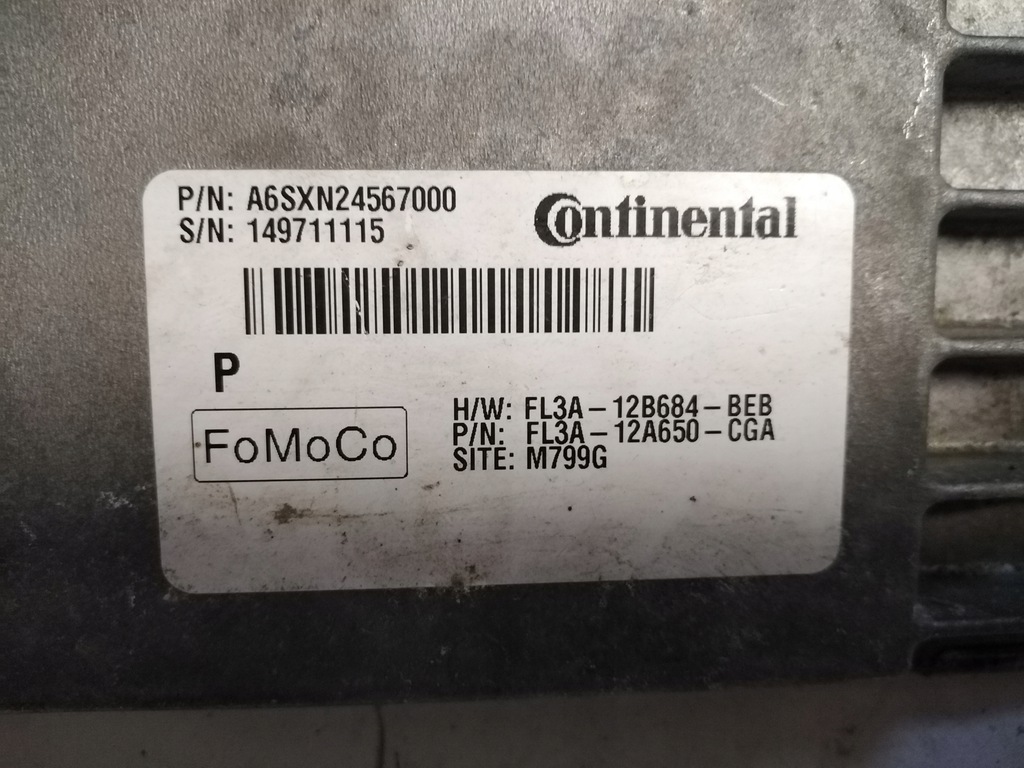 P/N: A6SXN24567000
S/N: 149711115
Continental
P
FoMoCo
H/W: FL3A-12B684-BEB
P/N: FL3A-12A650-CGA
SITE: M799G